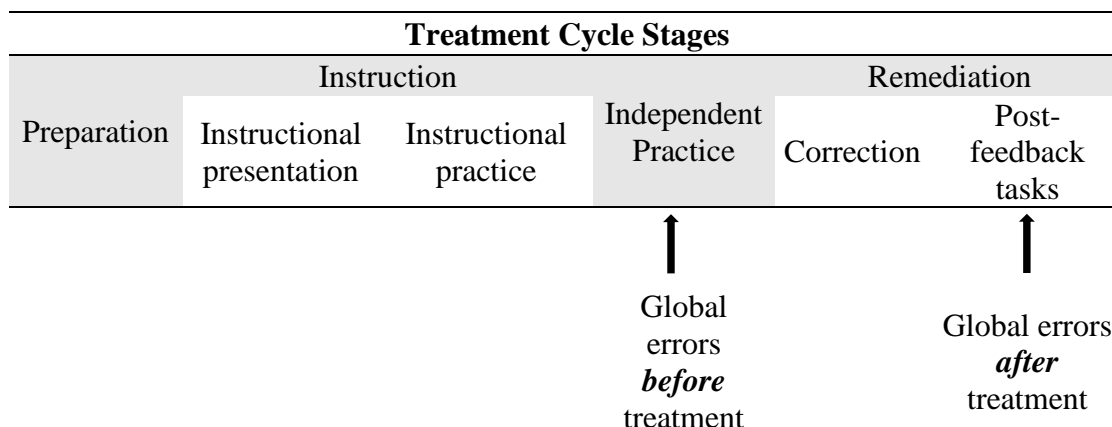 Treatment Cycle Stages
Instruction
Remediation
Preparation
Instructional
presentation
Instructional
practice
Independent
Practice
Correction
Post-
feedback
tasks
Global
errors
before
treatment
Global errors
after
treatment